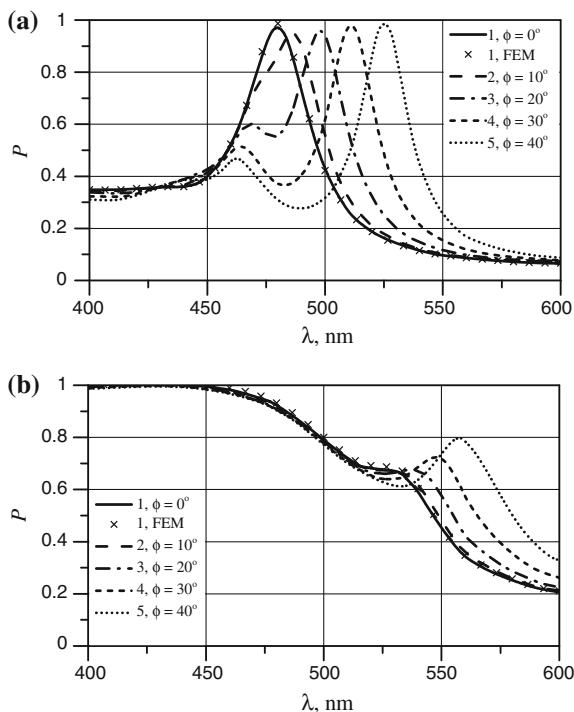 (a)
1
0.8
0.6
0.4
0.2
0
P
1, ϕ = 0°
1, FEM
2, ϕ = 10°
3, ϕ = 20°
4, ϕ = 30°
5, ϕ = 40°
400 450 500 550 600
λ, nm
(b)
1
0.8
0.6
0.4
0.2
0
P
1, ϕ = 0°
1, FEM
2, ϕ = 10°
3, ϕ = 20°
4, ϕ = 30°
5, ϕ = 40°
400 450 500 550 600
λ, nm